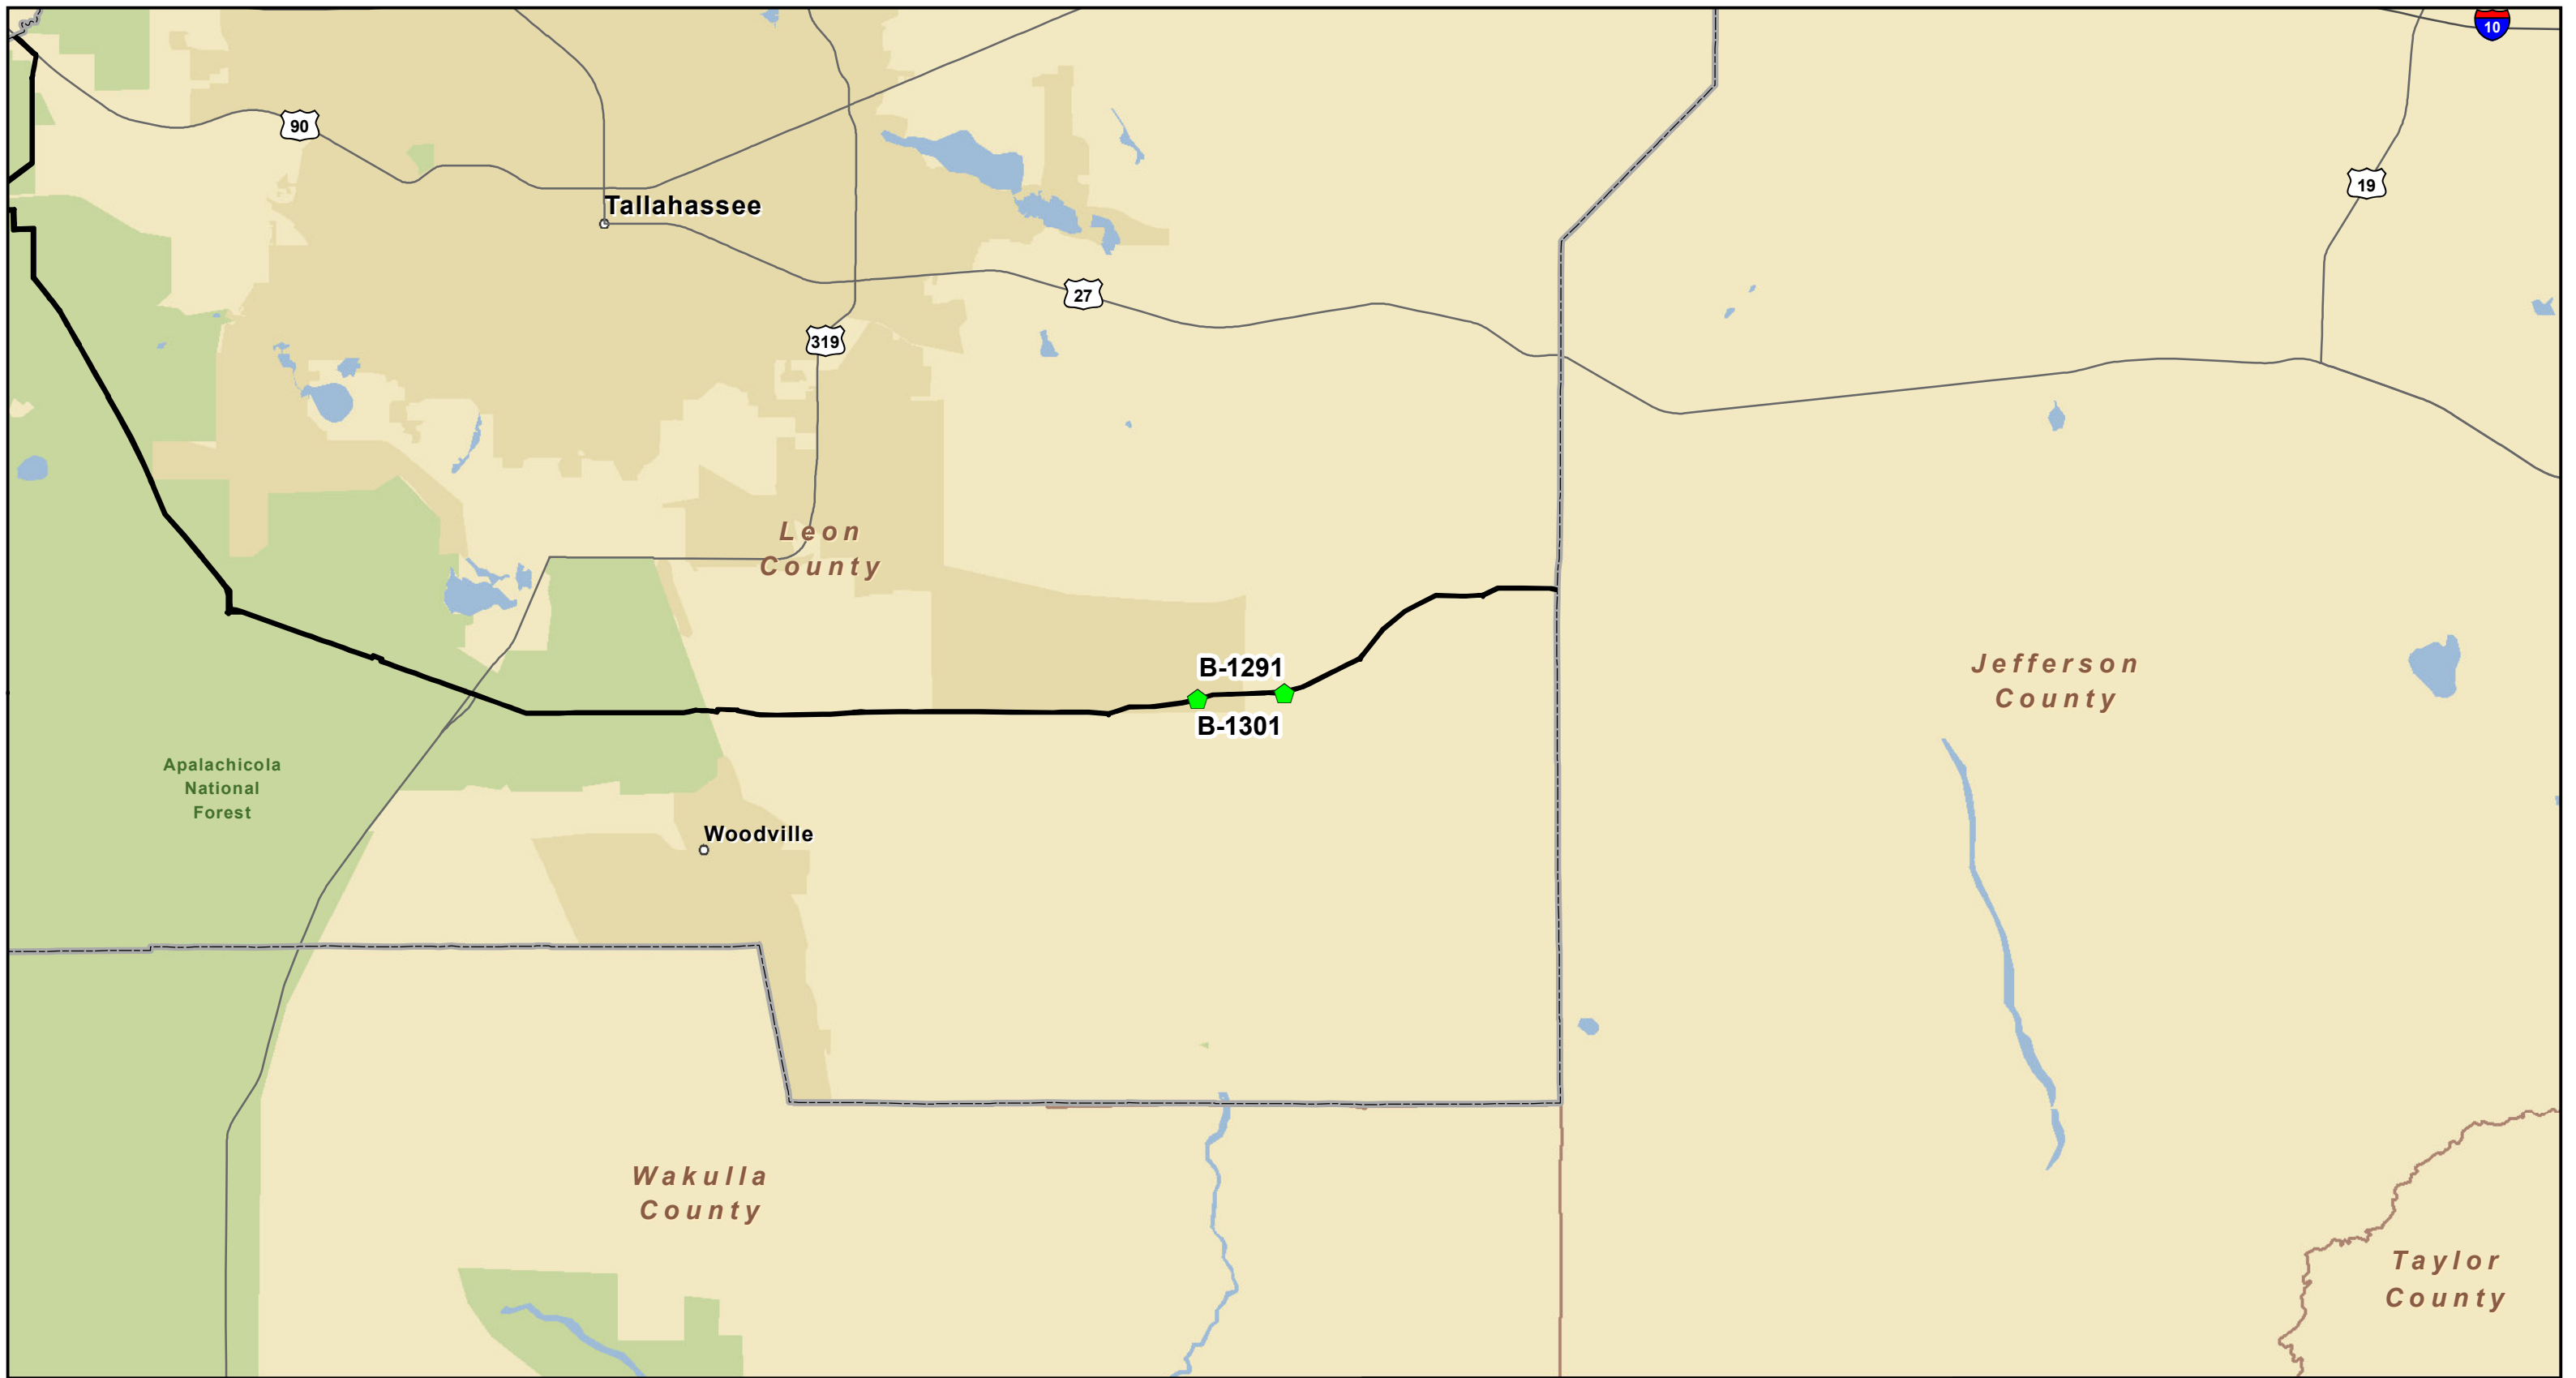 10
90
19
Tallahassee
27
319
Leon
County
B-1291
Jefferson
County
B-1301
Apalachicola
National
Forest
Woodville
Wakulla
County
Taylor
County